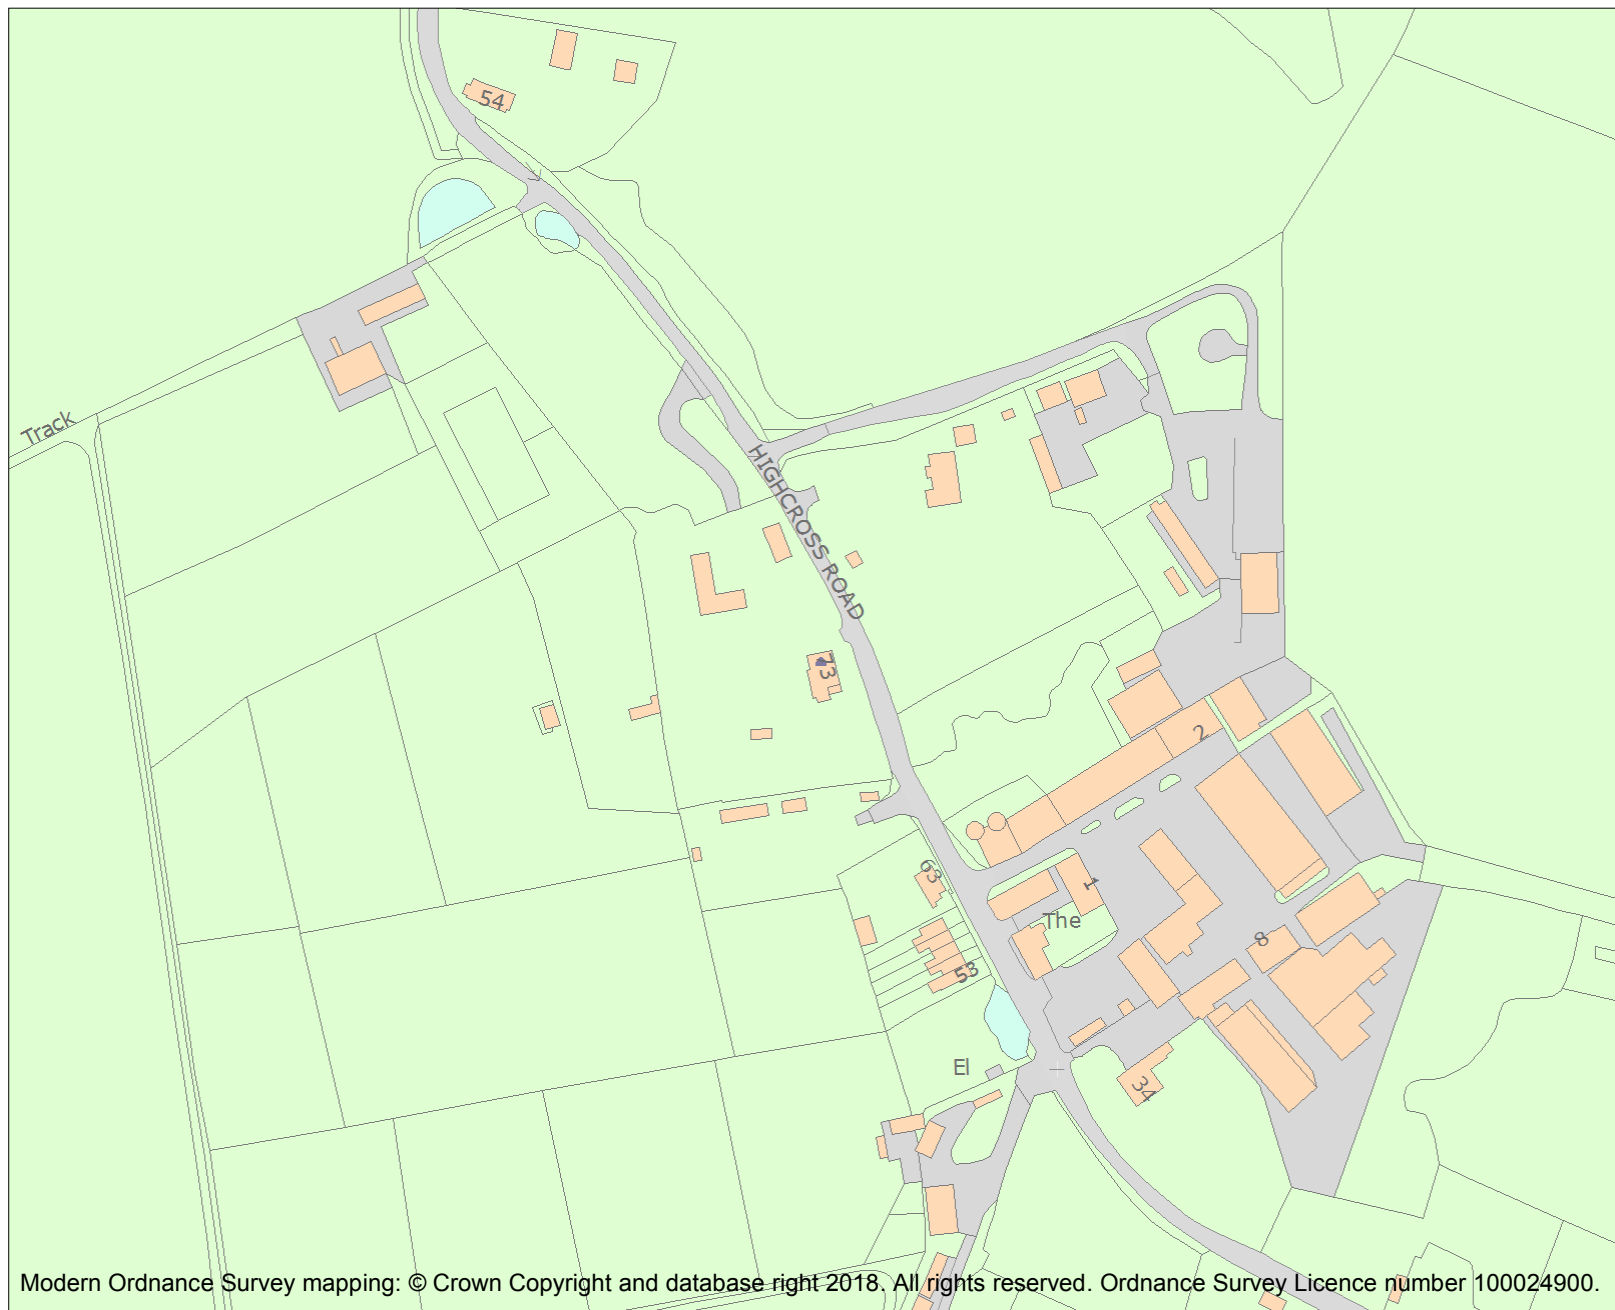 54
Track
HIGHCROSS ROAD
73
2
63
1
The
8
53
El
34
Modern Ordnance Survey mapping: © Crown Copyright and database right 2018. All rights reserved. Ordnance Survey Licence number 100024900.